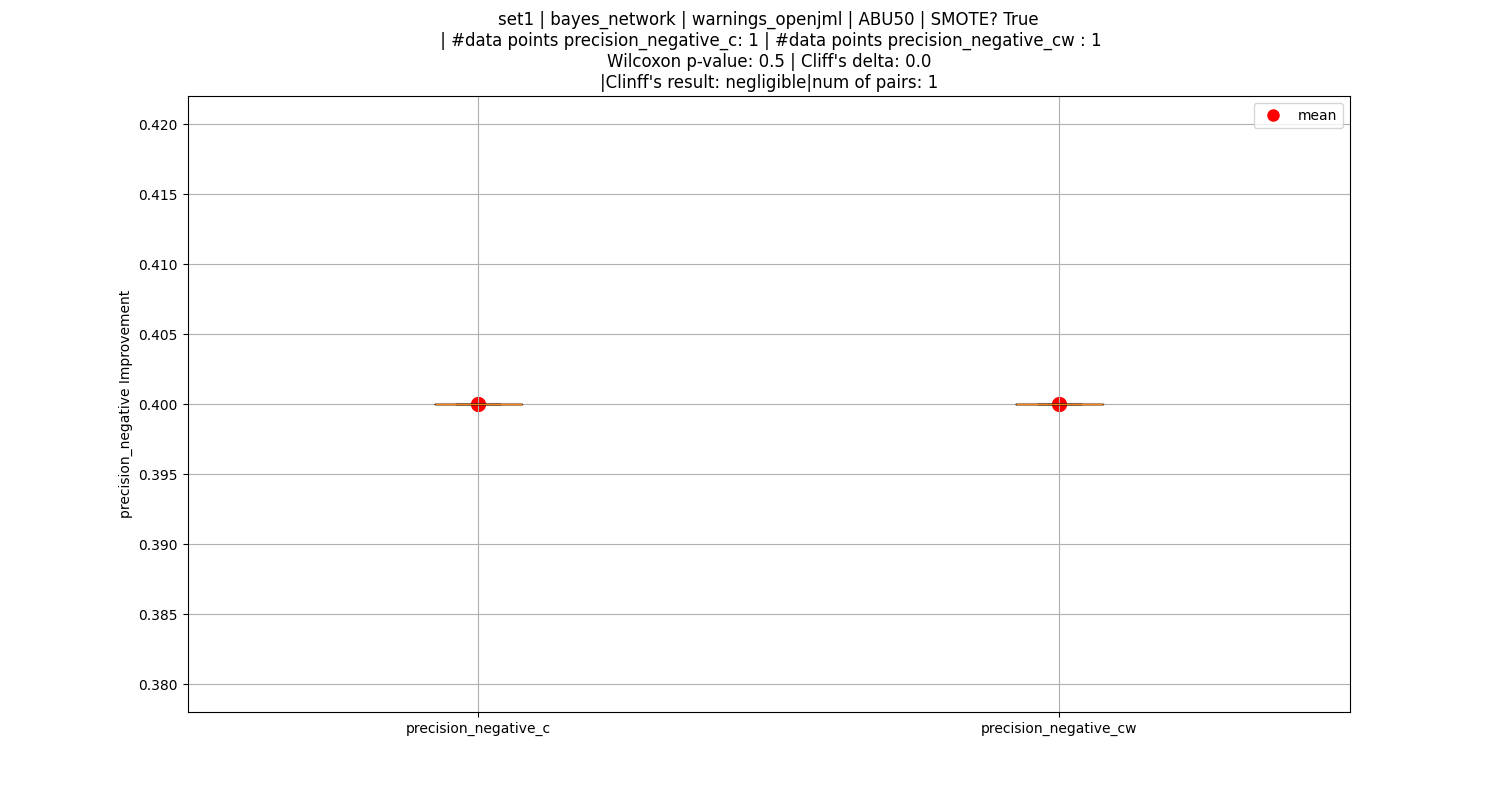 set1 | bayes_network | warnings_openjml | ABU50 | SMOTE? True
| #data points precision_negative_c: 1 | #data points precision_negative_cw : 1
Wilcoxon p-value: 0.5 | Cliff's delta: 0.0
|Clinff's result: negligible|num of pairs: 1
mean
0.420
0.415
0.410
0.405
0.400
0.395
0.390
0.385
0.380
precision_negative Improvement
precision_negative_c
precision_negative_cw